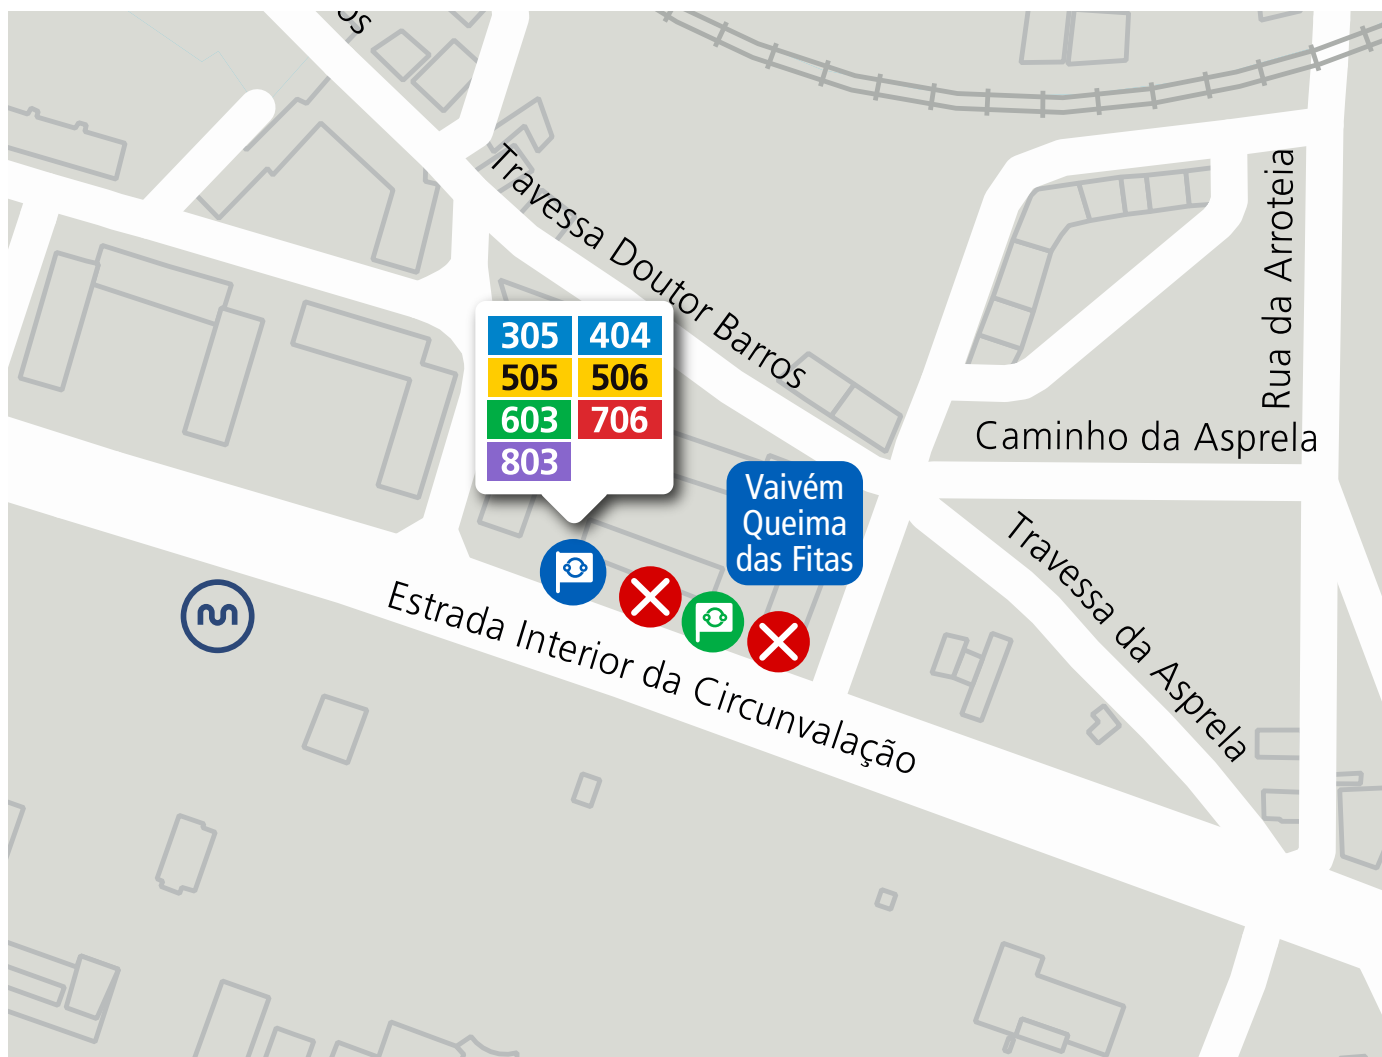 os
Travessa Doutor Barros
Rua da Arroteia
305 404
505 506
603 706
803
Caminho da Asprela
Vaivém
Queima
das Fitas
Travessa da Asprela
Estrada Interior da Circunvalação